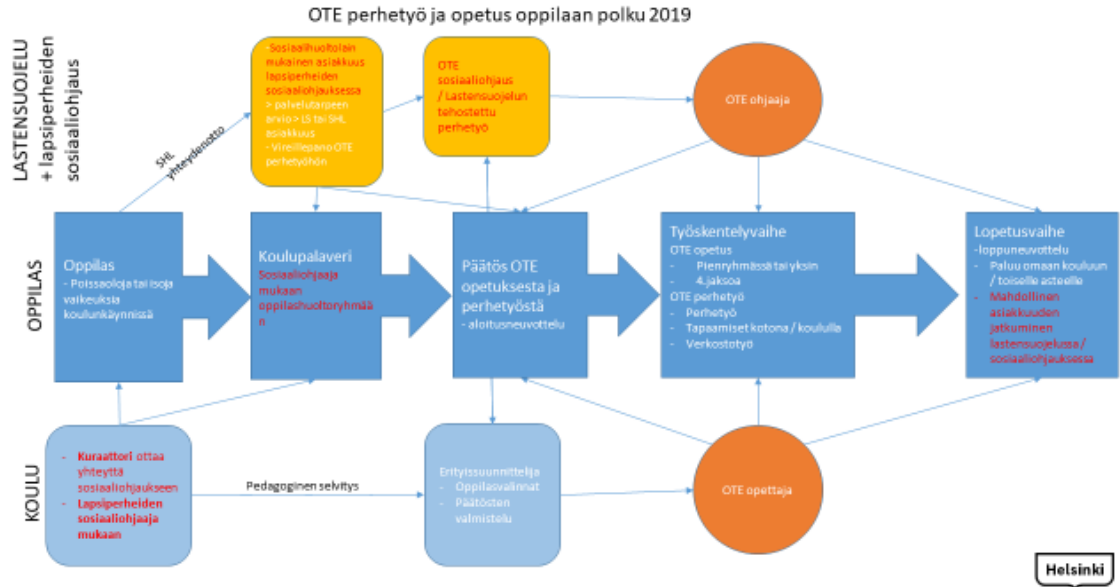 OTE perhetyö ja opetus oppilaan polku 2019
LASTENSUOJELU
+ lapsiperheiden
sosiaaliohjaus
Sosiaalihuoltolain
mukainen asiakkuus
lapsiperheiden
sosiaaliohjauksessa
> palvelutarpeen
arvio > LS tai SHL
asiakkuus
- Vireillepano OTE
perhetyöhön
OTE
sosiaaliohjaus
/ Lastensuojelun
tehostettu
perhetyö
OTE ohjaaja
SHL
yhteydenotto
OPPILAS
Oppilas
- Poissaoloja tai isoja
vaikeuksia
koulunkäynnissä
Koulupalaveri
Sosiaaliohjaaja
mukaan
oppilashuoltoryhmää
n
Päätös OTE
opetuksesta ja
perhetyöstä
- aloitusneuvottelu
Työskentelyvaihe
OTE opetus
- Pienryhmässä tai yksin
- 4.jaksoa
OTE perhetyö
- Perhetyö
- Tapaamiset kotona / koululla
- Verkostotyö
Lopetusvaihe
-loppuneuvottelu
- Paluu omaan kouluun
/ toiselle asteelle
- Mahdollinen
asiakkuuden
jatkuminen
lastensuojelussa /
sosiaaliohjauksessa
KOULU
- Kuraattori ottaa
yhteyttä
sosiaaliohjaukseen
- Lapsiperheiden
sosiaaliohjaaja
mukaan
Pedagoginen selvitys
Erityissuunnittelija
- Oppilasvalinnat
- Päätösten
valmistelu
OTE opettaja
Helsinki